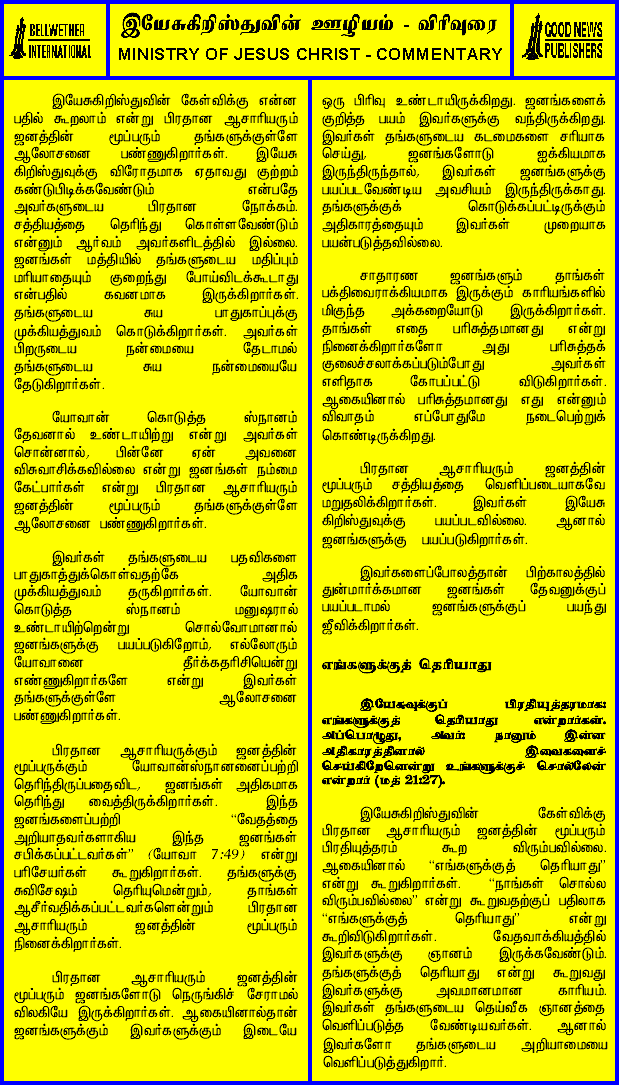 BELLWETHER
INTERNATIONAL
இயேசுகிறிஸ்துவின் ஊழியம் - விரிவுரை
MINISTRY OF JESUS CHRIST - COMMENTARY
GOOD NEWS
PUBLISHERS
இயேசுகிறிஸ்துவின் கேள்விக்கு என்ன
பதில் கூறலாம் என்று பிரதான ஆசாரியரும்
ஜனத்தின் மூப்பரும் தங்களுக்குள்ளே
ஆலோசனை பண்ணுகிறார்கள். இயேசு
கிறிஸ்துவுக்கு விரோதமாக ஏதாவது குற்றம்
கண்டுபிடிக்கவேண்டும் என்பதே
அவர்களுடைய பிரதான நோக்கம்.
சத்தியத்தை தெரிந்து கொள்ளவேண்டும்
என்னும் ஆர்வம் அவர்களிடத்தில் இல்லை.
ஜனங்கள் மத்தியில் தங்களுடைய மதிப்பும்
மரியாதையும் குறைந்து போய்விடக்கூடாது
என்பதில் கவனமாக இருக்கிறார்கள்.
தங்களுடைய சுய பாதுகாப்புக்கு
முக்கியத்துவம் கொடுக்கிறார்கள். அவர்கள்
பிறருடைய நன்மையை தேடாமல்
தங்களுடைய சுய நன்மையையே
தேடுகிறார்கள்.
யோவான் கொடுத்த ஸ்நானம்
தேவனால் உண்டாயிற்று என்று அவர்கள்
சொன்னால், பின்னே ஏன் அவனை
விசுவாசிக்கவில்லை என்று ஜனங்கள் நம்மை
கேட்பார்கள் என்று பிரதான ஆசாரியரும்
ஜனத்தின் மூப்பரும் தங்களுக்குள்ளே
ஆலோசனை பண்ணுகிறார்கள்.
இவர்கள் தங்களுடைய பதவிகளை
பாதுகாத்துக்கொள்வதற்கே அதிக
முக்கியத்துவம் தருகிறார்கள். யோவான்
கொடுத்த ஸ்நானம் மனுஷரால்
உண்டாயிற்றென்று சொல்வோமானால்
ஜனங்களுக்கு பயப்படுகிறோம், எல்லோரும்
யோவானை தீர்க்கதரிசியென்று
எண்ணுகிறார்களே என்று இவர்கள்
தங்களுக்குள்ளே ஆலோசனை
பண்ணுகிறார்கள்.
பிரதான ஆசாரியருக்கும் ஜனத்தின்
மூப்பருக்கும் யோவான்ஸ்நானனைப்பற்றி
தெரிந்திருப்பதைவிட, ஜனங்கள் அதிகமாக
தெரிந்து வைத்திருக்கிறார்கள். இந்த
ஜனங்களைப்பற்றி “வேதத்தை
அறியாதவர்களாகிய இந்த ஜனங்கள்
சபிக்கப்பட்டவர்கள்” (யோவா 7:49) என்று
பரிசேயர்கள் கூறுகிறார்கள். தங்களுக்கு
சுவிசேஷம் தெரியுமென்றும், தாங்கள்
ஆசீர்வதிக்கப்பட்டவர்களென்றும் பிரதான
ஆசாரியரும் ஜனத்தின் மூப்பரும்
நினைக்கிறார்கள்.
பிரதான ஆசாரியரும் ஜனத்தின்
மூப்பரும் ஜனங்களோடு நெருங்கிச் சேராமல்
விலகியே இருக்கிறார்கள். ஆகையினால்தான்
ஜனங்களுக்கும் இவர்களுக்கும் இடையே
ஒரு பிரிவு உண்டாயிருக்கிறது. ஜனங்களைக்
குறித்த பயம் இவர்களுக்கு வந்திருக்கிறது.
இவர்கள் தங்களுடைய கடமைகளை சரியாக
செய்து, ஜனங்களோடு ஐக்கியமாக
இருந்திருந்தால், இவர்கள் ஜனங்களுக்கு
பயப்படவேண்டிய அவசியம் இருந்திருக்காது.
தங்களுக்குக் கொடுக்கப்பட்டிருக்கும்
அதிகாரத்தையும் இவர்கள் முறையாக
பயன்படுத்தவில்லை.
சாதாரண ஜனங்களும் தாங்கள்
பக்திவைராக்கியமாக இருக்கும் காரியங்களில்
மிகுந்த அக்கறையோடு இருக்கிறார்கள்.
தாங்கள் எதை பரிசுத்தமானது என்று
நினைக்கிறார்களோ அது பரிசுத்தக்
குலைச்சலாக்கப்படும்போது அவர்கள்
எளிதாக கோபப்பட்டு விடுகிறார்கள்.
ஆகையினால் பரிசுத்தமானது எது என்னும்
விவாதம் எப்போதுமே நடைபெற்றுக்
கொண்டிருக்கிறது.
பிரதான ஆசாரியரும் ஜனத்தின்
மூப்பரும் சத்தியத்தை வெளிப்படையாகவே
மறுதலிக்கிறார்கள். இவர்கள் இயேசு
கிறிஸ்துவுக்கு பயப்படவில்லை. ஆனால்
ஜனங்களுக்கு பயப்படுகிறார்கள்.
இவர்களைப்போலத்தான் பிற்காலத்தில்
துன்மார்க்கமான ஜனங்கள் தேவனுக்குப்
பயப்படாமல் ஜனங்களுக்குப் பயந்து
ஜீவிக்கிறார்கள்.
எங்களுக்குத் தெரியாது
இயேசுவுக்குப் பிரதியுத்தரமாக:
எங்களுக்குத் தெரியாது என்றார்கள்.
அப்பொழுது, அவர்: நானும் இன்ன
அதிகாரத்தினால் இவைகளைச்
செய்கிறேனென்று உங்களுக்குச் சொல்லேன்
என்றார் (மத் 21:27).
இயேசுகிறிஸ்துவின் கேள்விக்கு
பிரதான ஆசாரியரும் ஜனத்தின் மூப்பரும்
பிரதியுத்தரம் கூற விரும்பவில்லை.
ஆகையினால் “எங்களுக்குத் தெரியாது”
என்று கூறுகிறார்கள். “நாங்கள் சொல்ல
விரும்பவில்லை” என்று கூறுவதற்குப் பதிலாக
“எங்களுக்குத் தெரியாது” என்று
கூறிவிடுகிறார்கள். வேதவாக்கியத்தில்
இவர்களுக்கு ஞானம் இருக்கவேண்டும்.
தங்களுக்குத் தெரியாது என்று கூறுவது
இவர்களுக்கு அவமானமான காரியம்.
இவர்கள் தங்களுடைய தெய்வீக ஞானத்தை
வெளிப்படுத்த வேண்டியவர்கள். ஆனால்
இவர்களோ தங்களுடைய அறியாமையை
வெளிப்படுத்துகிறார்.